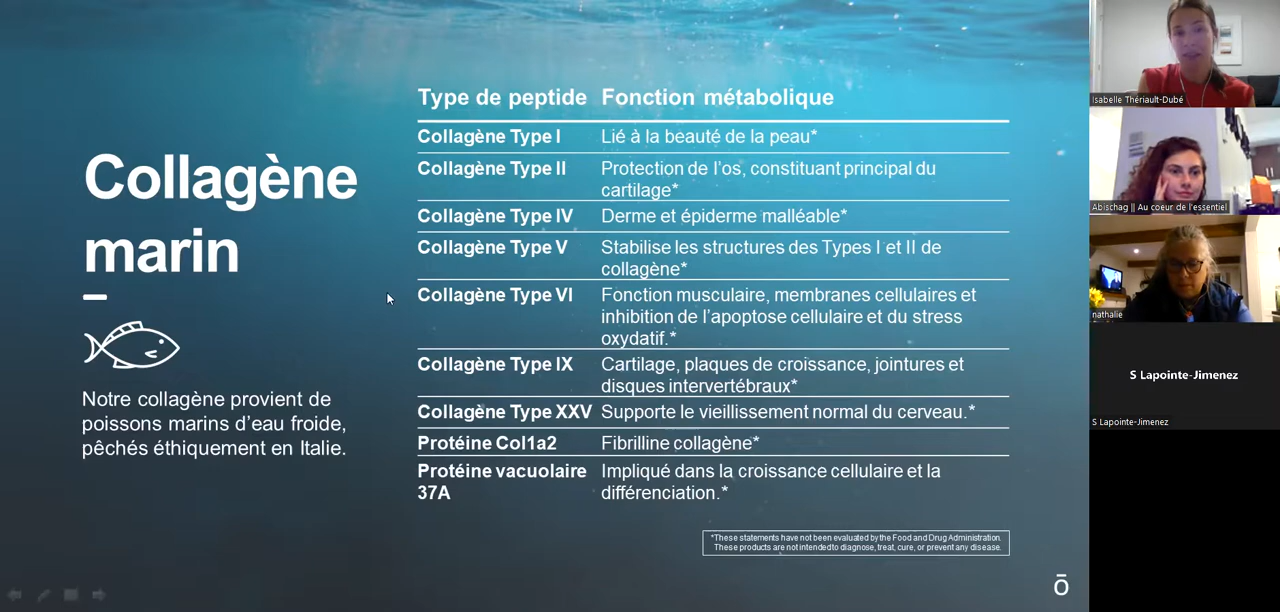 Collagène
marin
Notre collagène provient de
poissons marins d'eau froide,
pêchés éthiquement en Italie.
Type de peptide Fonction métabolique
Collagène Type I Lié à la beauté de la peau*
Collagène Type II Protection de l'os, constituant principal du
cartilage*
Collagène Type IV Derme et épiderme malléable*
Collagène Type V Stabilise les structures des Types I et II de
collagène*
Collagène Type VI Fonction musculaire, membranes cellulaires et
inhibition de l'apoptose cellulaire et du stress
oxydatif.*
Collagène Type IX Cartilage, plaques de croissance, jointures et
disques intervertébraux*
Collagène Type XXV Supporte le vieillissement normal du cerveau.*
Protéine Col1a2 Fibrilline collagène*
Protéine vacuolaire Impliqué dans la croissance cellulaire et la
37A différenciation.*
*These statements have not been evaluated by the Food and Drug Administration.
These products are not intended to diagnose, treat, cure, or prevent any disease.
ō
Isabelle Thériault-Dubé
Abischag || Au coeur de l'essentiel
nathalie
S Lapointe-Jimenez
S Lapointe-Jimenez